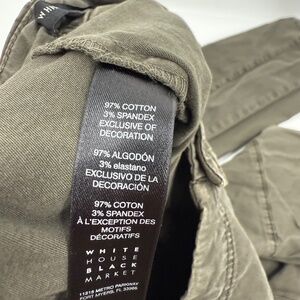 W HI
97% COTTON
3% SPANDEX
EXCLUSIVE OF
DECORATION
97% ALGODÓN
3% elastano
EXCLUSIVO DE LA
DECORACIÓN
97% COTON
3% SPANDEX
À L'EXCEPTION DES
MOTIFS
DÉCORATIFS
WHITE
HOUSE
BLACK
MARKET
11215 METRO PARKWAY
FORT MYERS, FL 33966